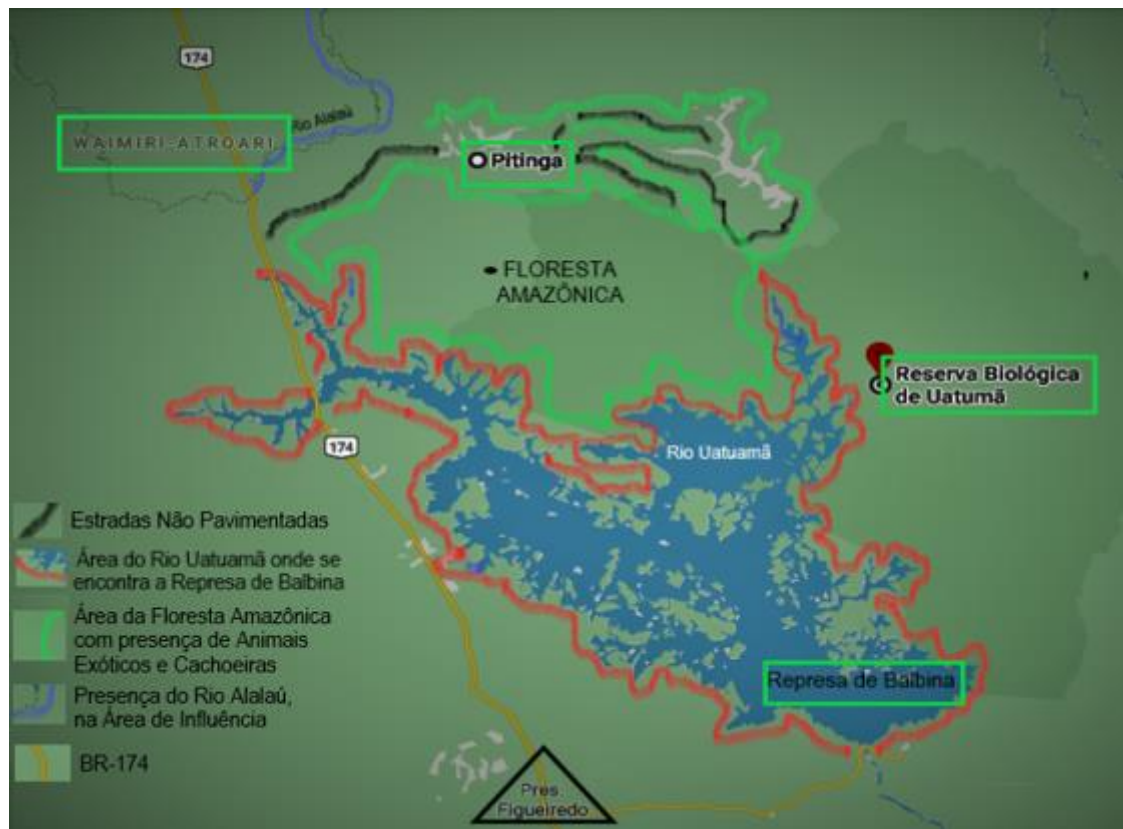 174
Rio Alalaú
WAIMIRI-ATROARI
Pitinga
FLORESTA
AMAZÔNICA
Reserva Biológica
de Uatumã
174
Rio Uatuamã
Estradas Não Pavimentadas
Área do Rio Uatuamã onde se
encontra a Represa de Balbina
Área da Floresta Amazônica
com presença de Animais
Exóticos e Cachoeiras
Presença do Rio Alalaú,
na Área de Influência
BR-174
Represa de Balbina
Pres
Figueiredo